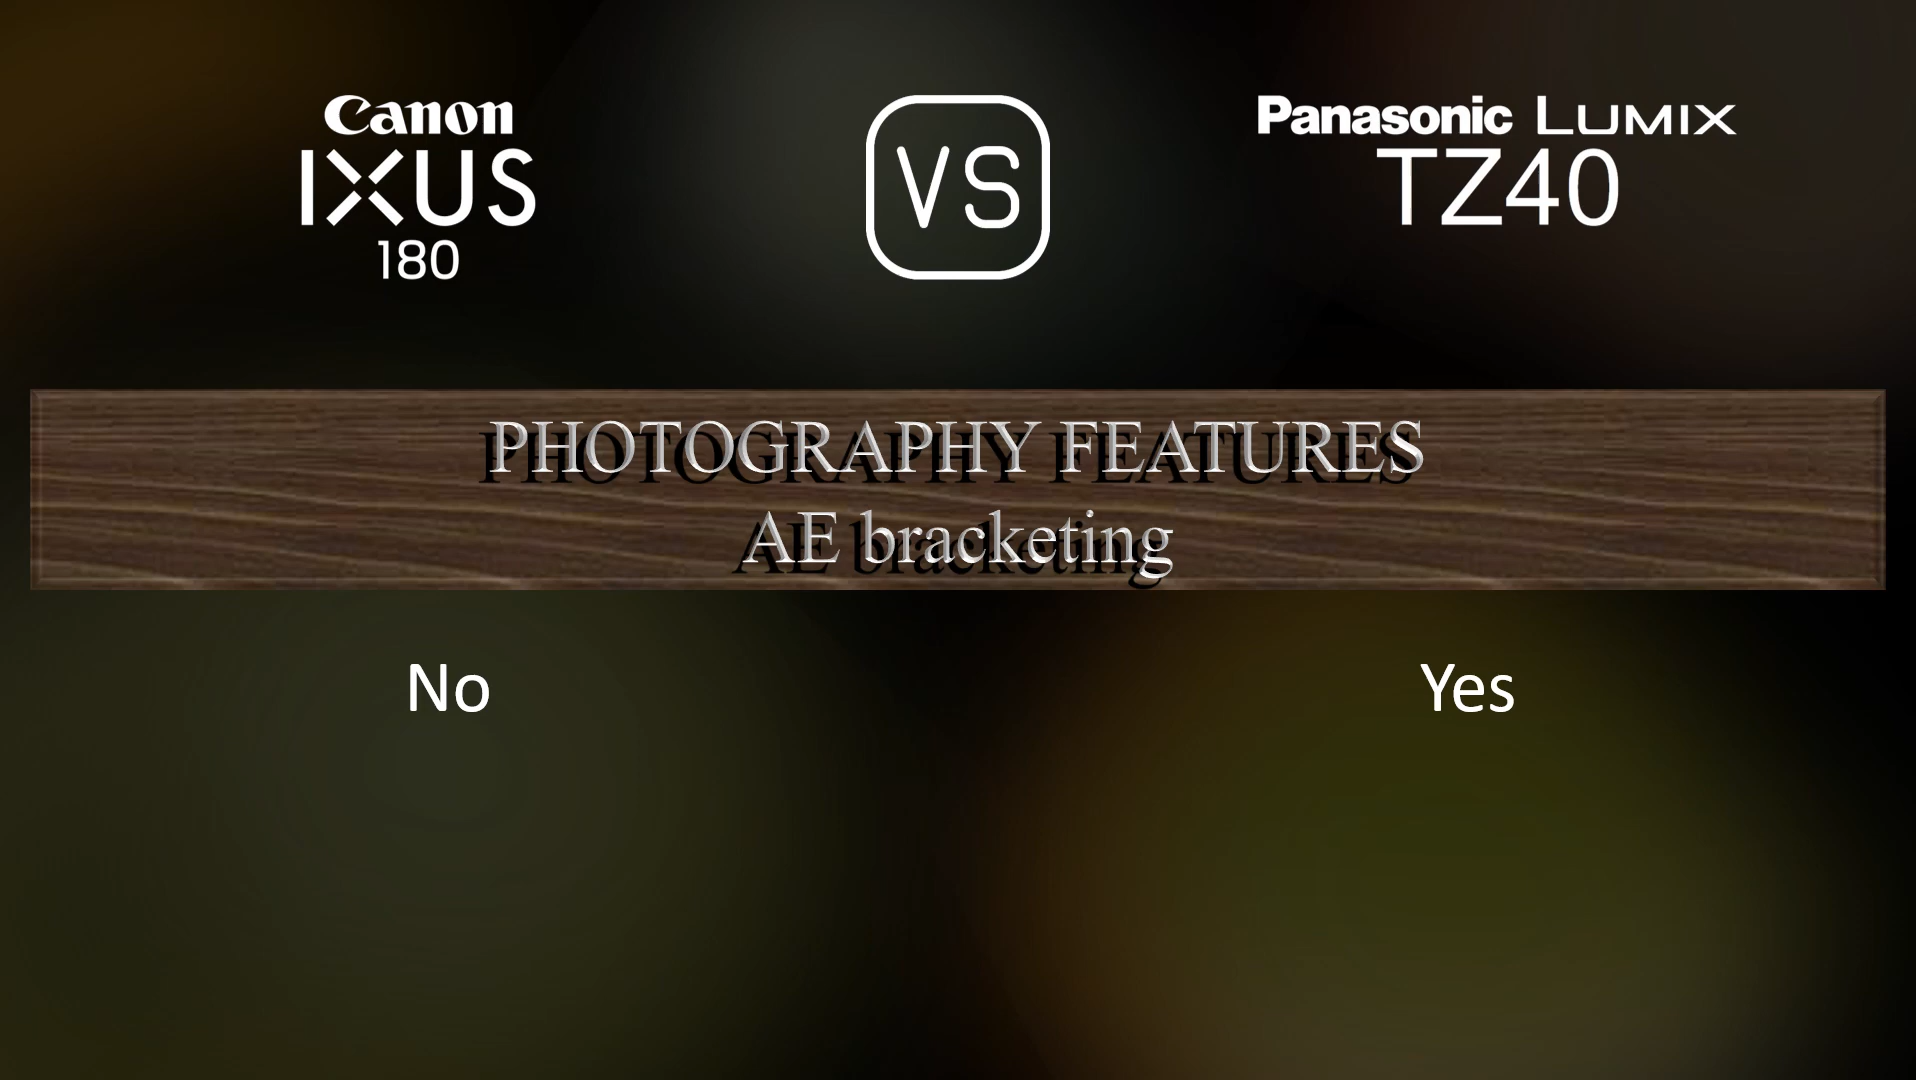 Canon
IXUS
180
VS
Panasonic LUMIX
TZ40
PHOTOGRAPHY FEATURES
AE bracketing
No
Yes